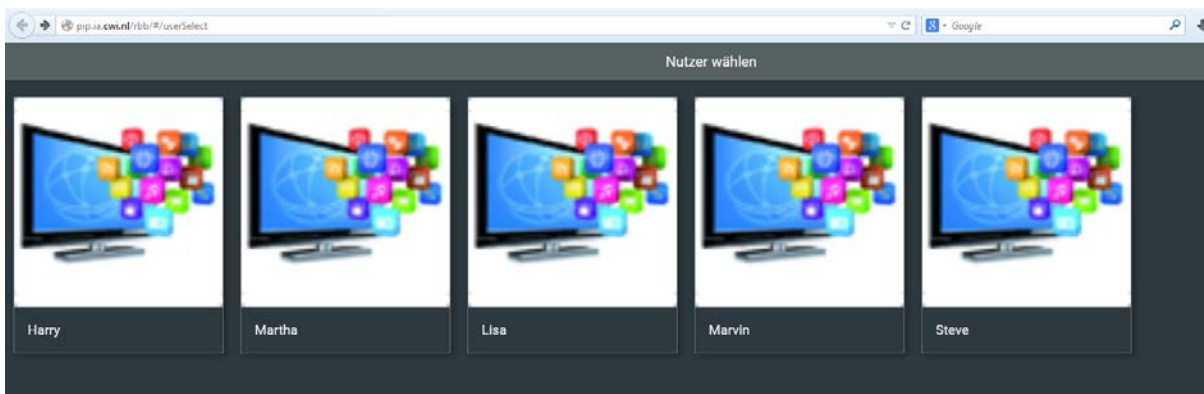 pip.ia.cwi.nl/rbb/#/userSelect
Google
Nutzer wählen
Harry
Martha
Lisa
Marvin
Steve